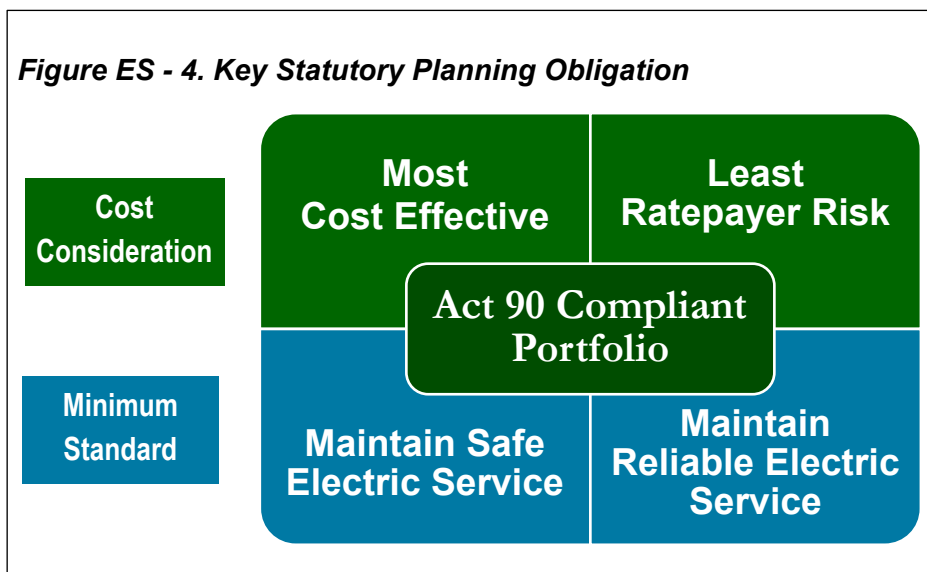 Figure ES - 4. Key Statutory Planning Obligation
Cost
Consideration
Most
Cost Effective
Least
Ratepayer Risk
Act 90 Compliant
Portfolio
Minimum
Standard
Maintain Safe
Electric Service
Maintain
Reliable Electric
Service